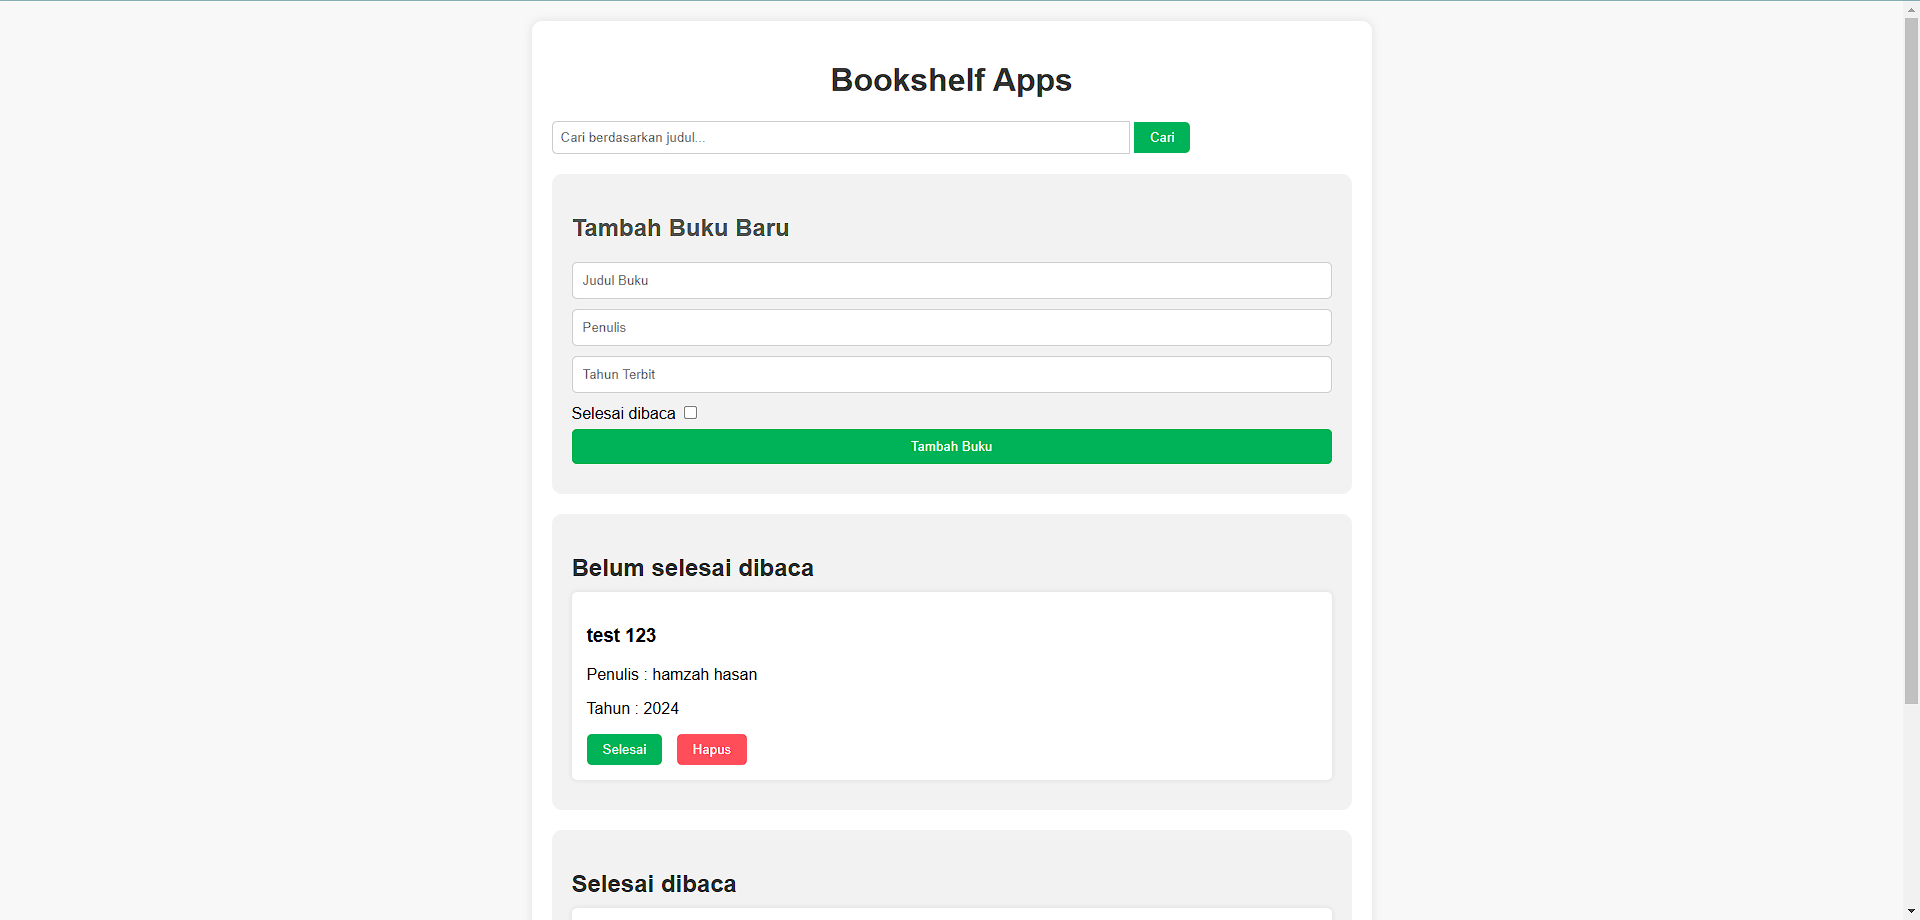 Bookshelf Apps
Cari berdasarkan judul...
Cari
Tambah Buku Baru
Judul Buku
Penulis
Tahun Terbit
Selesai dibaca
Tambah Buku
Belum selesai dibaca
test 123
Penulis : hamzah hasan
Tahun : 2024
Selesai Hapus
Selesai dibaca